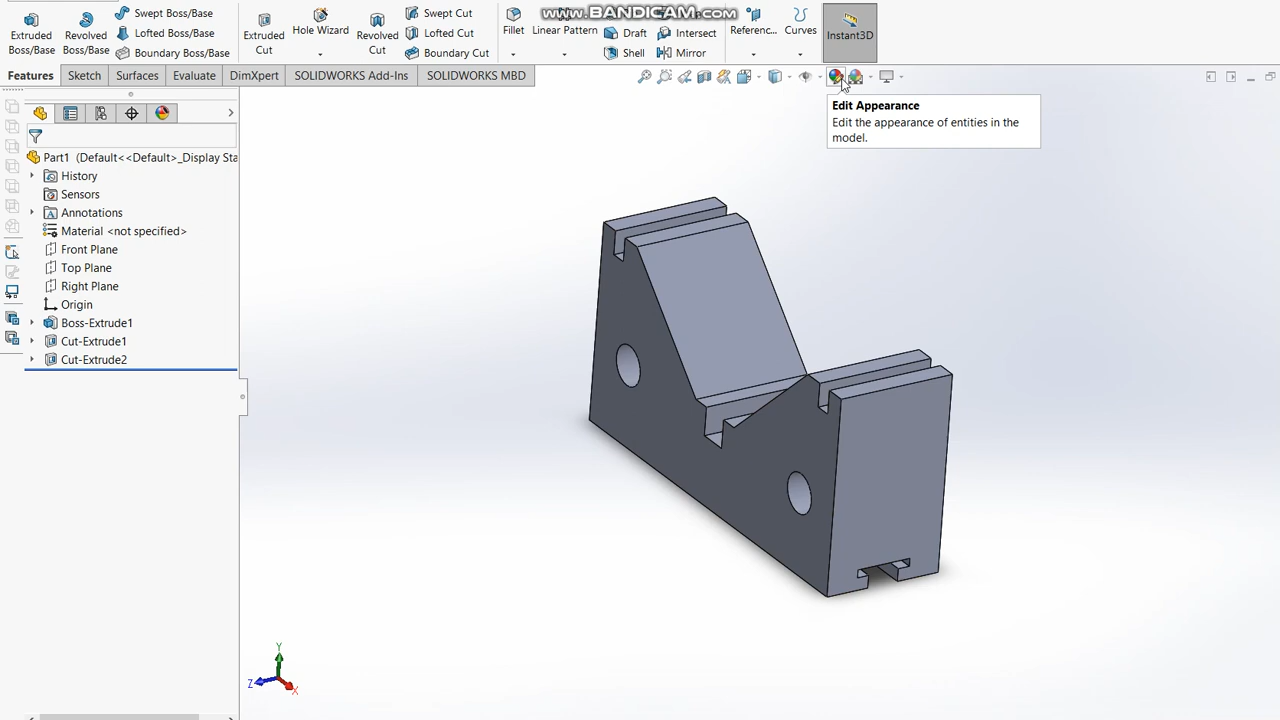 www.BANDICAM.com
Extruded Boss/Base
Revolved Boss/Base
Swept Boss/Base
Lofted Boss/Base
Boundary Boss/Base
Extruded Cut
Hole Wizard
Revolved Cut
Swept Cut
Lofted Cut
Boundary Cut
Fillet
Linear Pattern
Draft
Shell
Intersect
Mirror
Referenc...
Curves
Instant3D
Features
Sketch
Surfaces
Evaluate
DimXpert
SOLIDWORKS Add-Ins
SOLIDWORKS MBD
Edit Appearance
Edit the appearance of entities in the
model.
Part1 (Default<<Default>_Display Sta
History
Sensors
Annotations
Material <not specified>
Front Plane
Top Plane
Right Plane
Origin
Boss-Extrude1
Cut-Extrude1
Cut-Extrude2
Y
Z
X